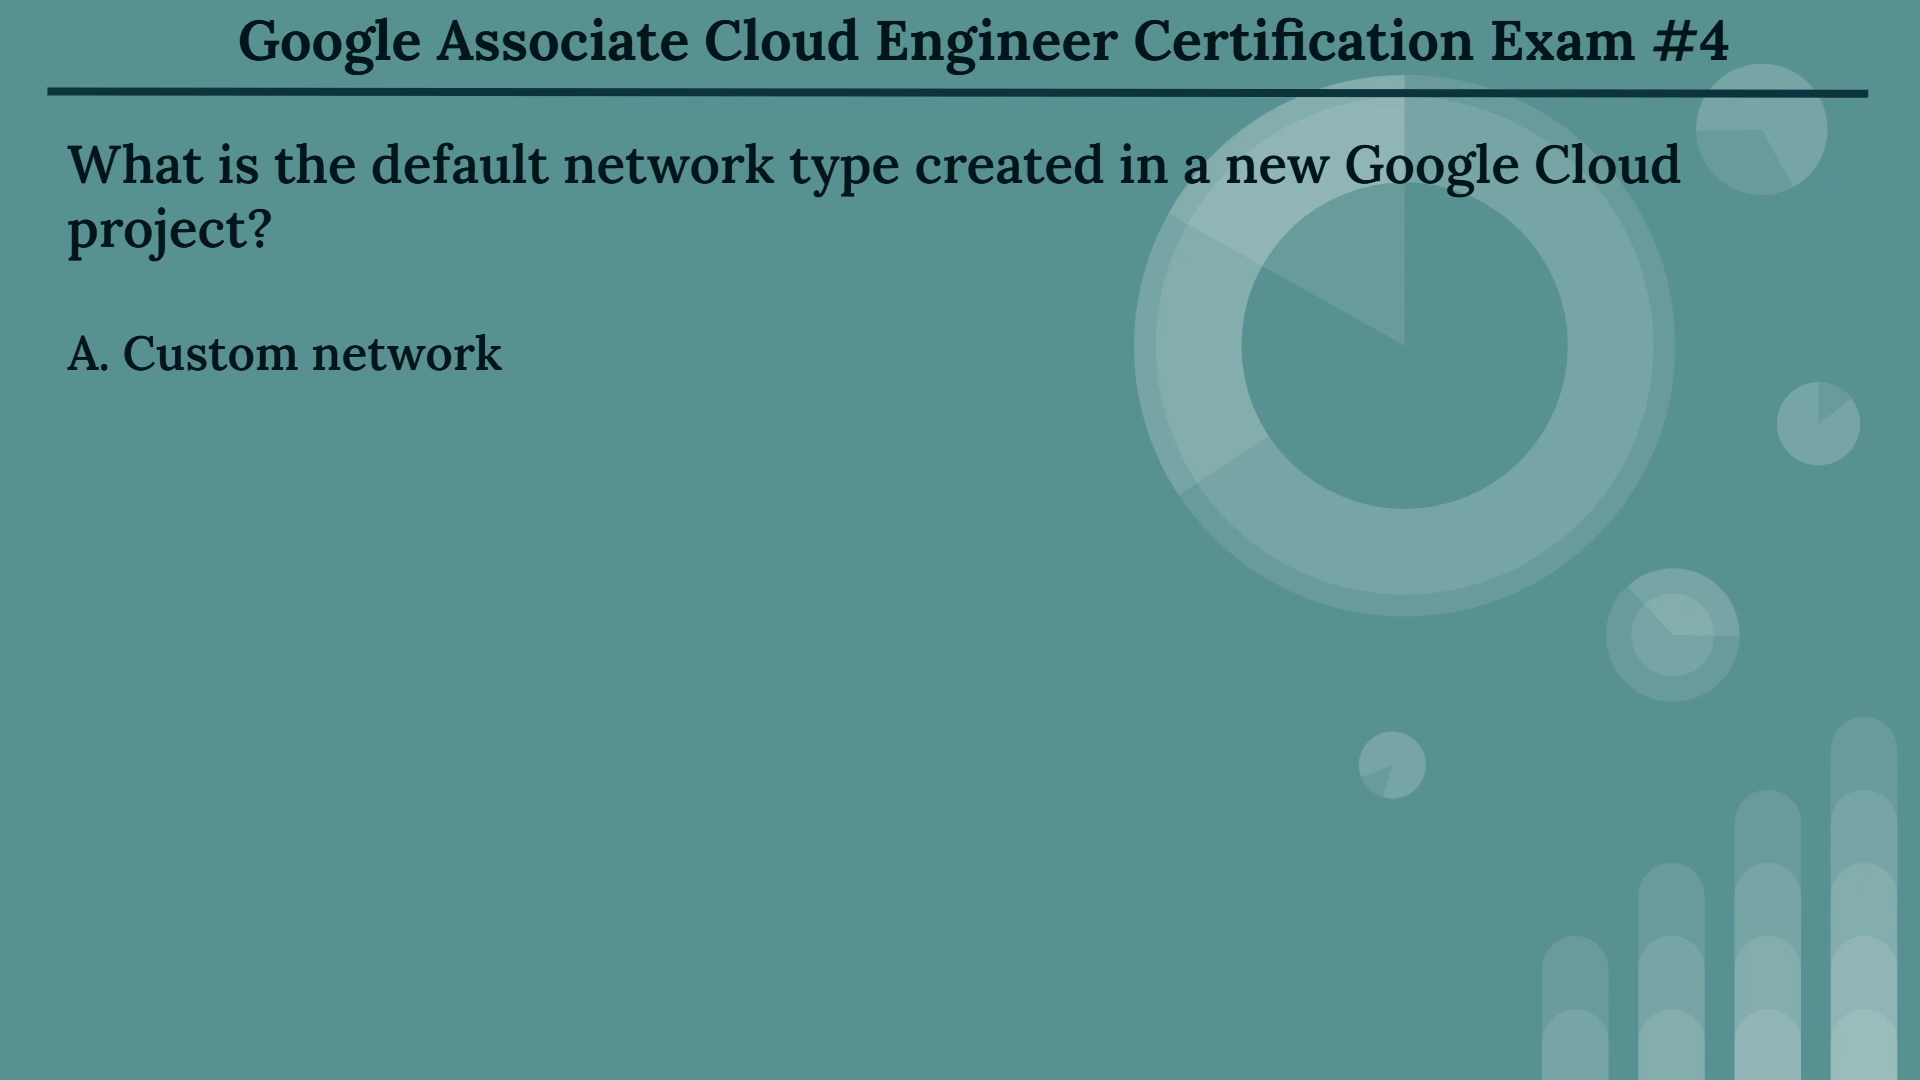 Google Associate Cloud Engineer Certification Exam #4
What is the default network type created in a new Google Cloud
project?
A. Custom network